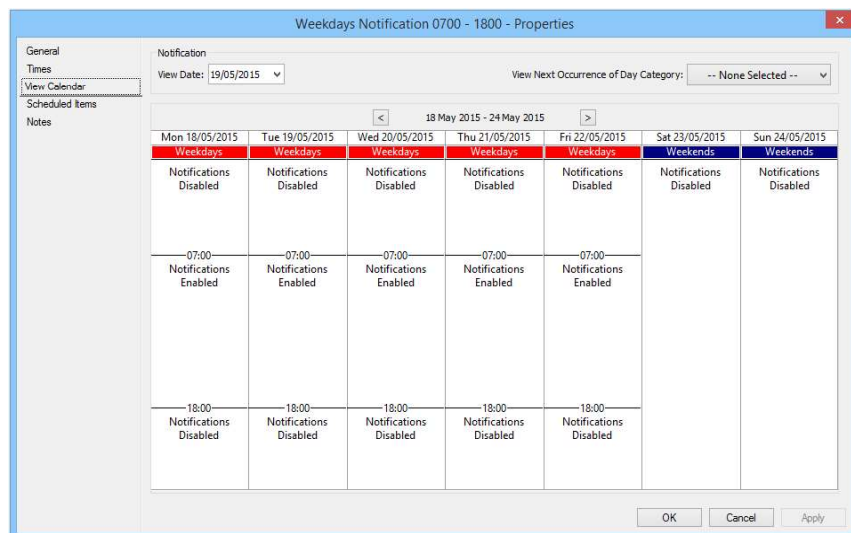 Weekdays Notification 0700 - 1800 - Properties
×
General
Times
View Calendar
Scheduled Items
Notes
Notification
View Date: 19/05/2015
View Next Occurrence of Day Category: -- None Selected --
< 18 May 2015 - 24 May 2015 >
Mon 18/05/2015 Tue 19/05/2015 Wed 20/05/2015 Thu 21/05/2015 Fri 22/05/2015 Sat 23/05/2015 Sun 24/05/2015
Weekdays Weekdays Weekdays Weekdays Weekdays Weekends Weekends
Notifications Notifications Notifications Notifications Notifications Notifications Notifications
Disabled Disabled Disabled Disabled Disabled Disabled Disabled
07:00 07:00 07:00 07:00 07:00
Notifications Notifications Notifications Notifications Notifications
Enabled Enabled Enabled Enabled Enabled
18:00 18:00 18:00 18:00 18:00
Notifications Notifications Notifications Notifications Notifications
Disabled Disabled Disabled Disabled Disabled
OK Cancel Apply